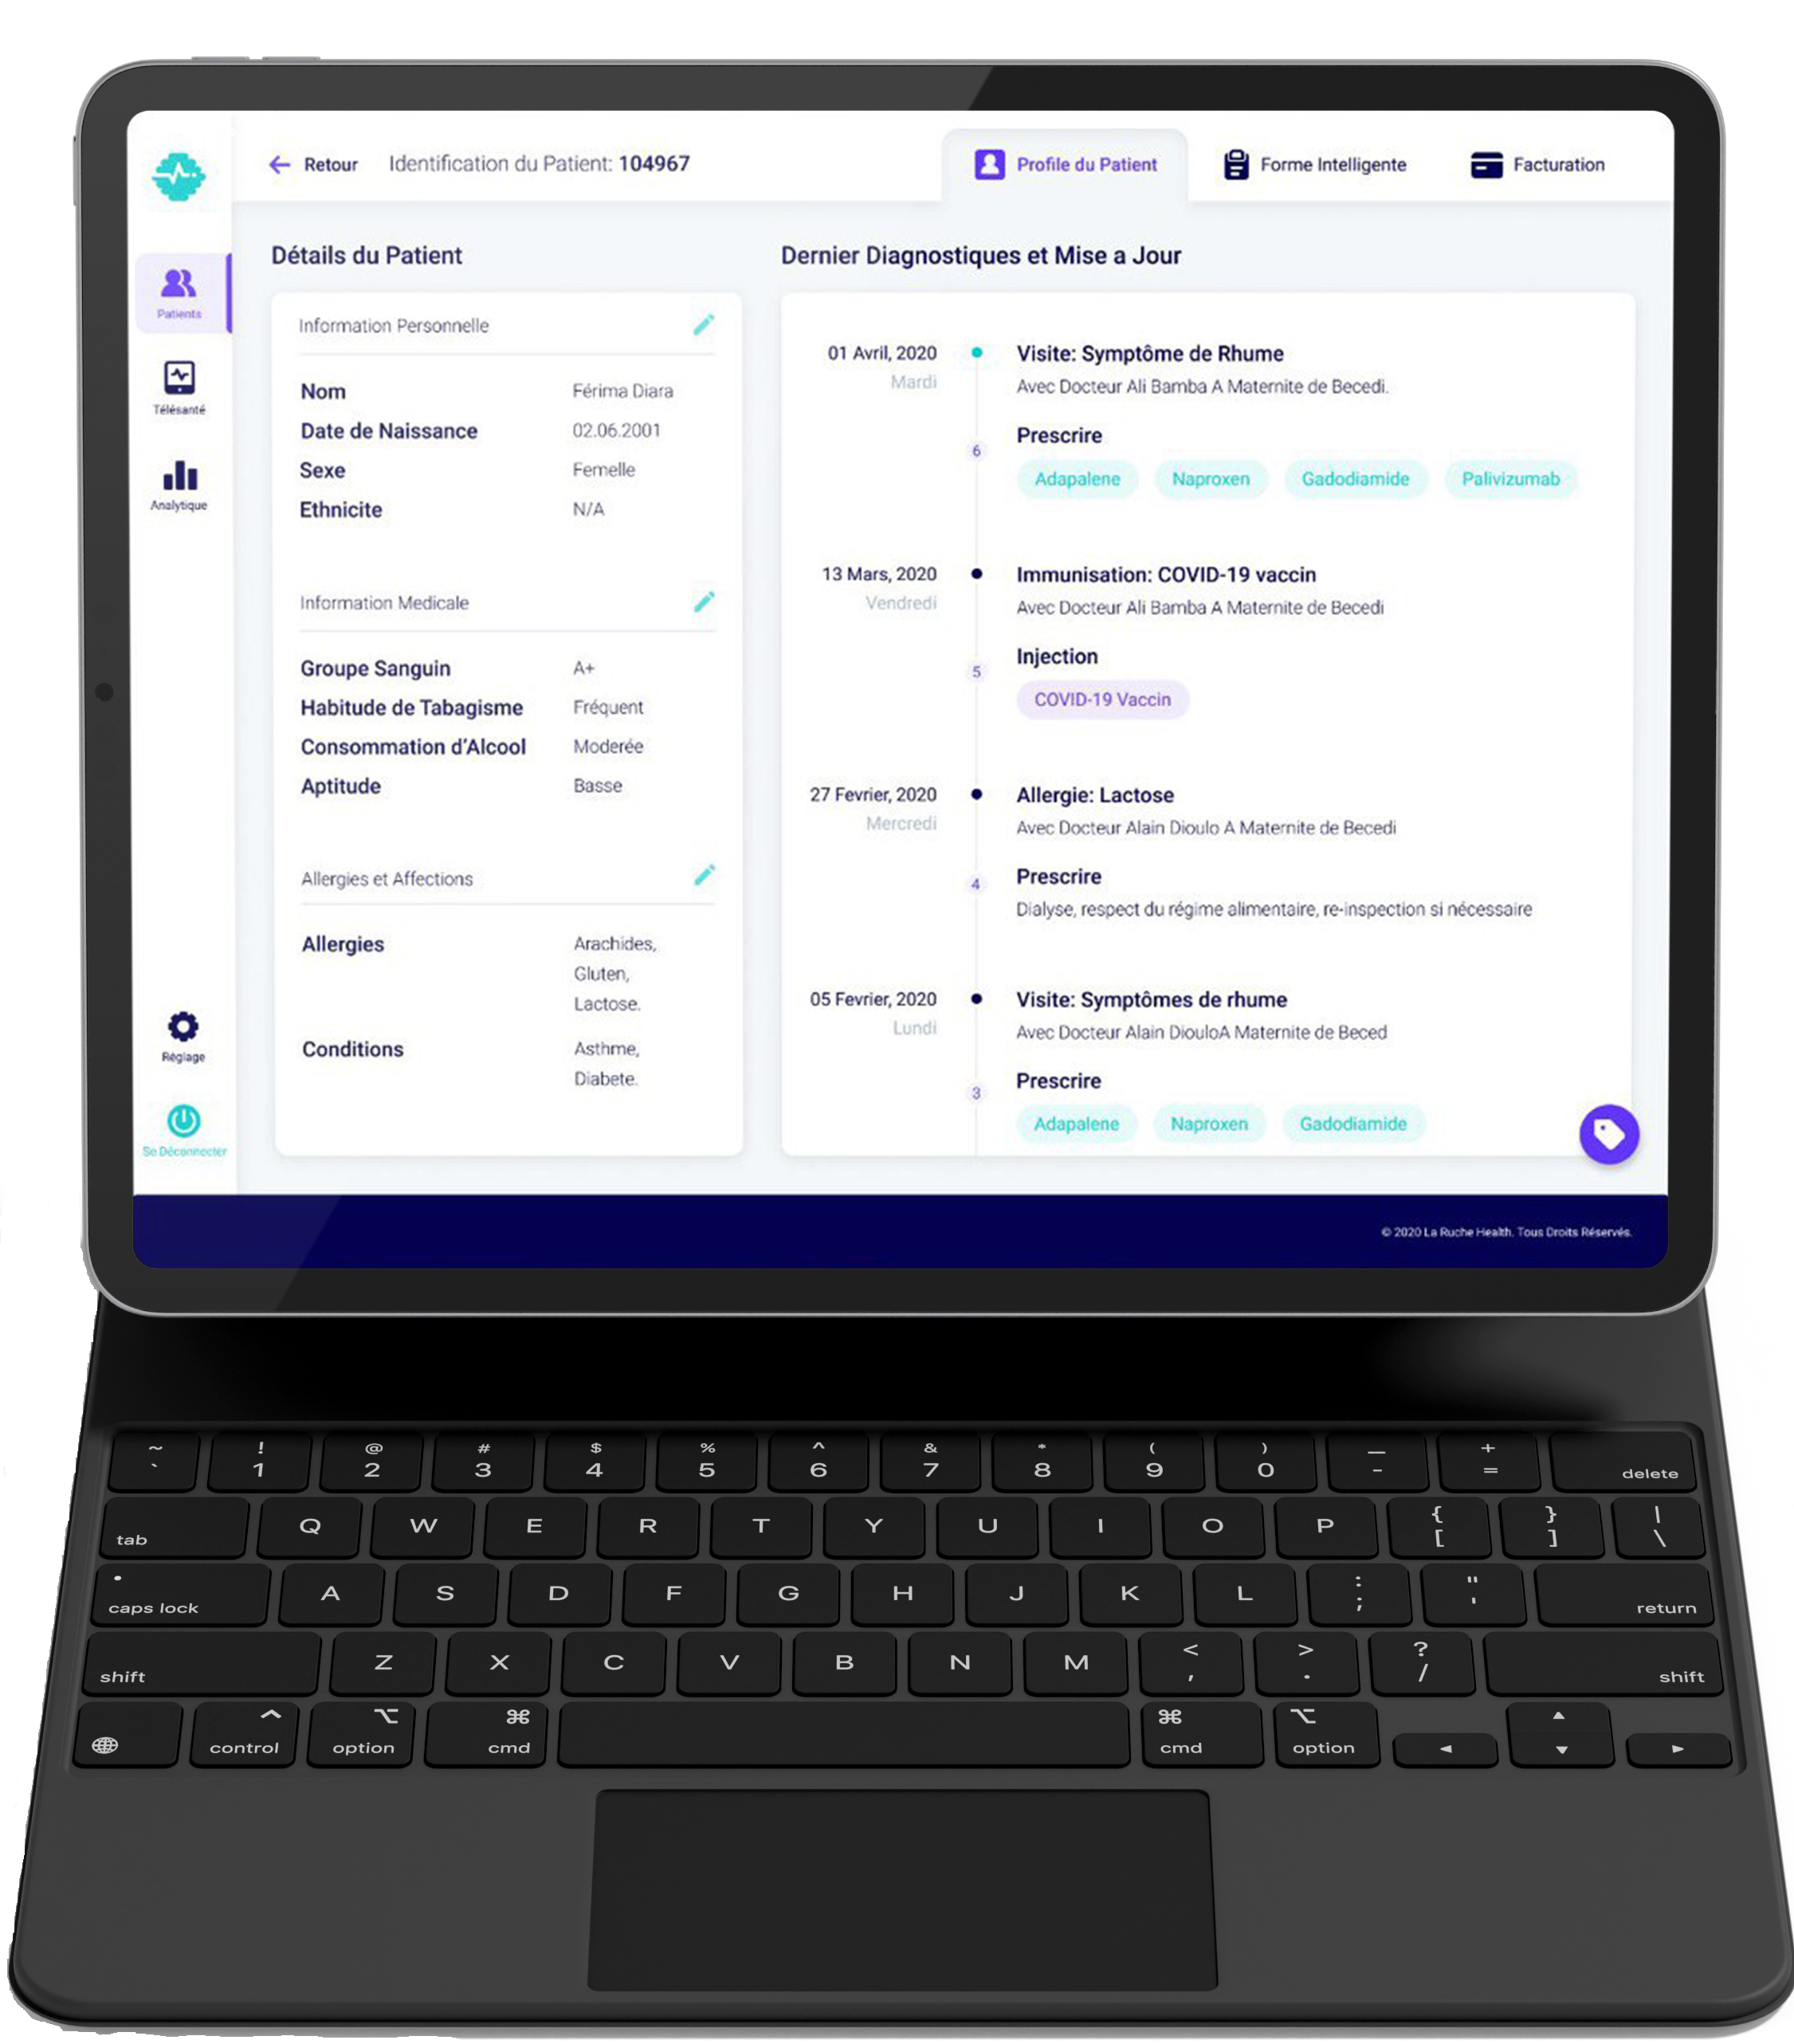 Retour
Identification du Patient: 104967
Profile du Patient
Forme Intelligente
Facturation
Patients
Télésanté
Analytique
Réglage
Se Déconnecter
Détails du Patient
Information Personnelle
Nom Férima Diara
Date de Naissance 02.06.2001
Sexe Femelle
Ethnicite N/A
Information Medicale
Groupe Sanguin A+
Habitude de Tabagisme Fréquent
Consommation d'Alcool Moderée
Aptitude Basse
Allergies et Affections
Allergies Arachides,
Gluten,
Lactose.
Conditions Asthme,
Diabete.
Dernier Diagnostiques et Mise a Jour
01 Avril, 2020 Visite: Symptôme de Rhume
Mardi Avec Docteur Ali Bamba A Maternite de Becedi.
6 Prescrire
Adapalene Naproxen Gadodiamide Palivizumab
13 Mars, 2020 Immunisation: COVID-19 vaccin
Vendredi Avec Docteur Ali Bamba A Maternite de Becedi
5 Injection
COVID-19 Vaccin
27 Fevrier, 2020 Allergie: Lactose
Mercredi Avec Docteur Alain Dioulo A Maternite de Becedi
4 Prescrire
Dialyse, respect du régime alimentaire, re-inspection si nécessaire
05 Fevrier, 2020 Visite: Symptômes de rhume
Lundi Avec Docteur Alain DiouloA Maternite de Beced
3 Prescrire
Adapalene Naproxen Gadodiamide
© 2020 La Ruche Health. Tous Droits Réservés.
~ ! @ # $ % ^ & * ( ) — +
` 1 2 3 4 5 6 7 8 9 0 - = delete
tab Q W E R T Y U I O P { [ } ] | \
caps lock A S D F G H J K L : ; " ' return
shift Z X C V B N M < , > . ? / shift
control option cmd cmd option